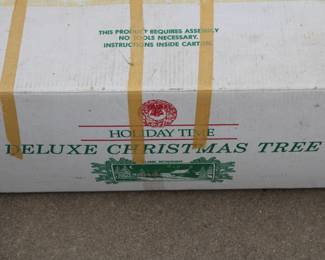 THIS PRODUCT REQUIRES ASSEMBLY
NO TOOLS NECESSARY.
INSTRUCTIONS INSIDE CARTON.
HOLIDAY TIME
DELUXE CHRISTMAS TREE